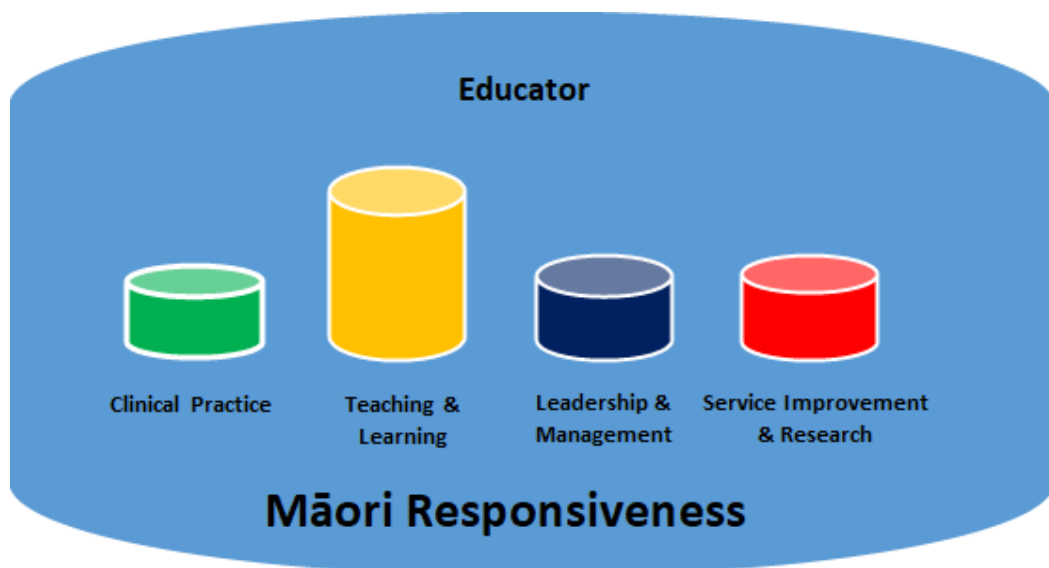 Educator
Clinical Practice
Teaching &
Learning
Leadership &
Management
Service Improvement
& Research
Māori Responsiveness